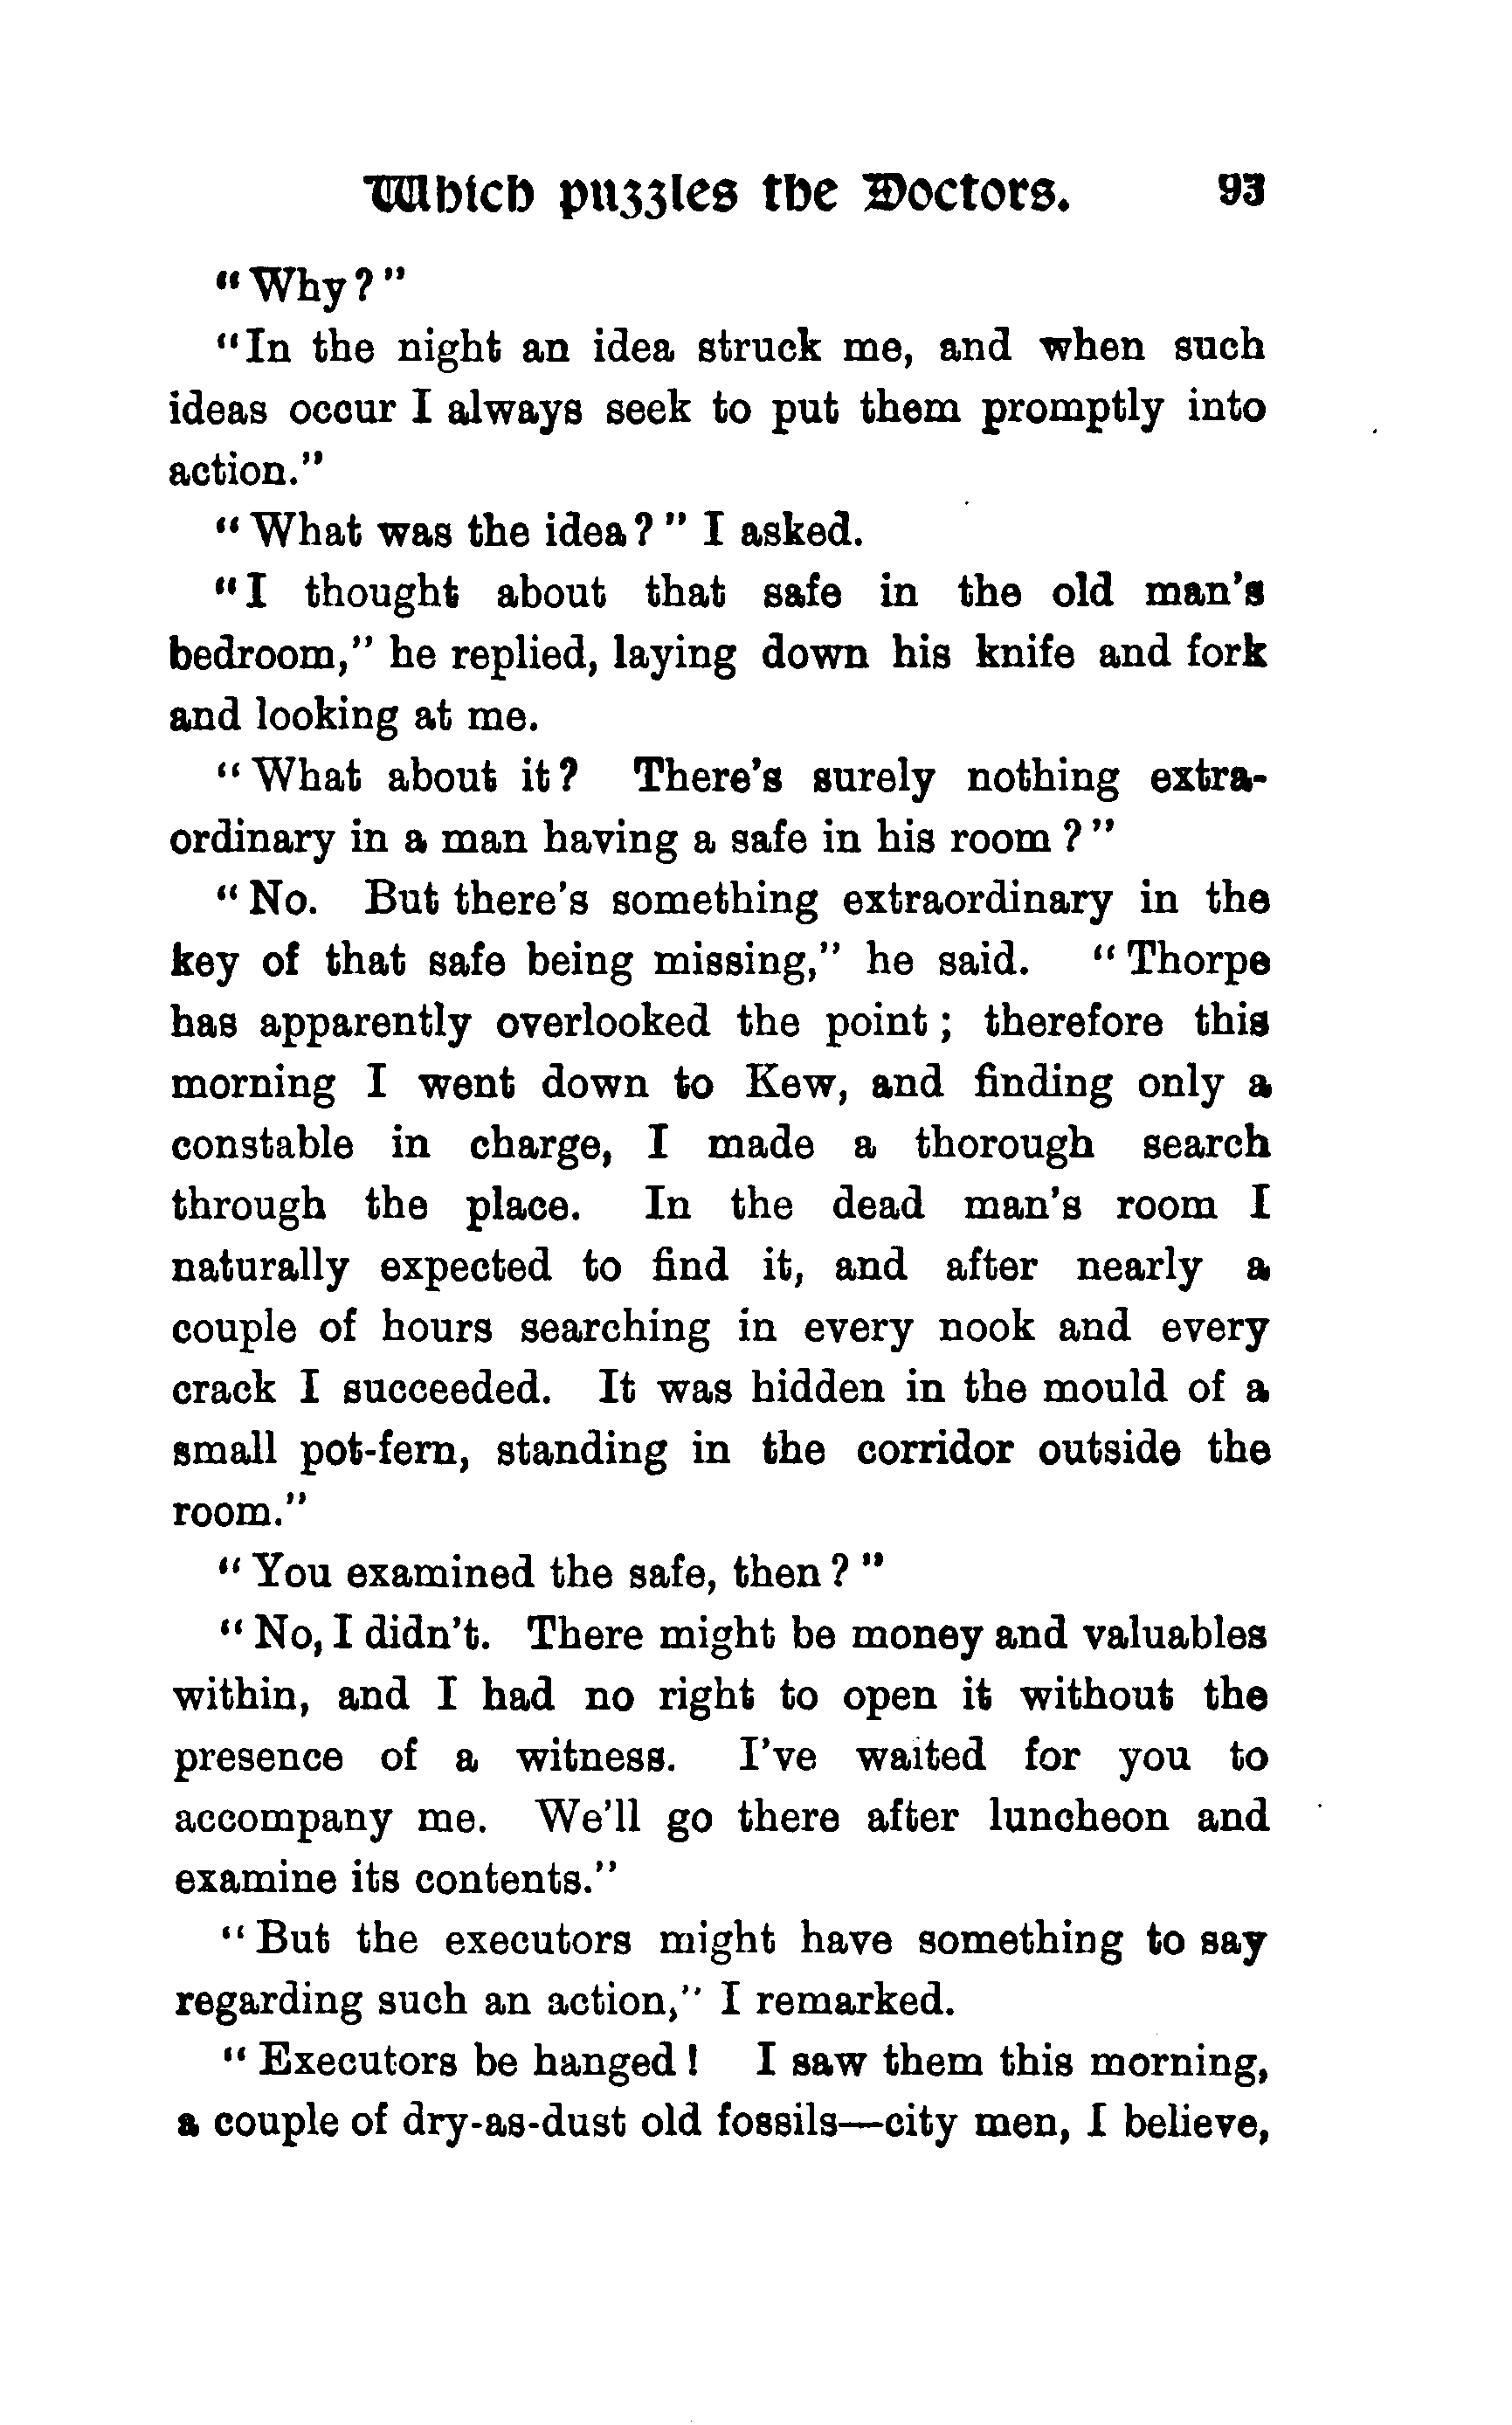 Which puzzles the Doctors. 93
"Why?"
"In the night an idea struck me, and when such
ideas occur I always seek to put them promptly into
action."
"What was the idea?" I asked.
"I thought about that safe in the old man's
bedroom," he replied, laying down his knife and fork
and looking at me.
"What about it? There's surely nothing extra-
ordinary in a man having a safe in his room?"
"No. But there's something extraordinary in the
key of that safe being missing," he said. "Thorpe
has apparently overlooked the point; therefore this
morning I went down to Kew, and finding only a
constable in charge, I made a thorough search
through the place. In the dead man's room I
naturally expected to find it, and after nearly a
couple of hours searching in every nook and every
crack I succeeded. It was hidden in the mould of a
small pot-fern, standing in the corridor outside the
room."
"You examined the safe, then?"
"No, I didn't. There might be money and valuables
within, and I had no right to open it without the
presence of a witness. I've waited for you to
accompany me. We'll go there after luncheon and
examine its contents."
"But the executors might have something to say
regarding such an action," I remarked.
"Executors be hanged! I saw them this morning,
a couple of dry-as-dust old fossils—city men, I believe,